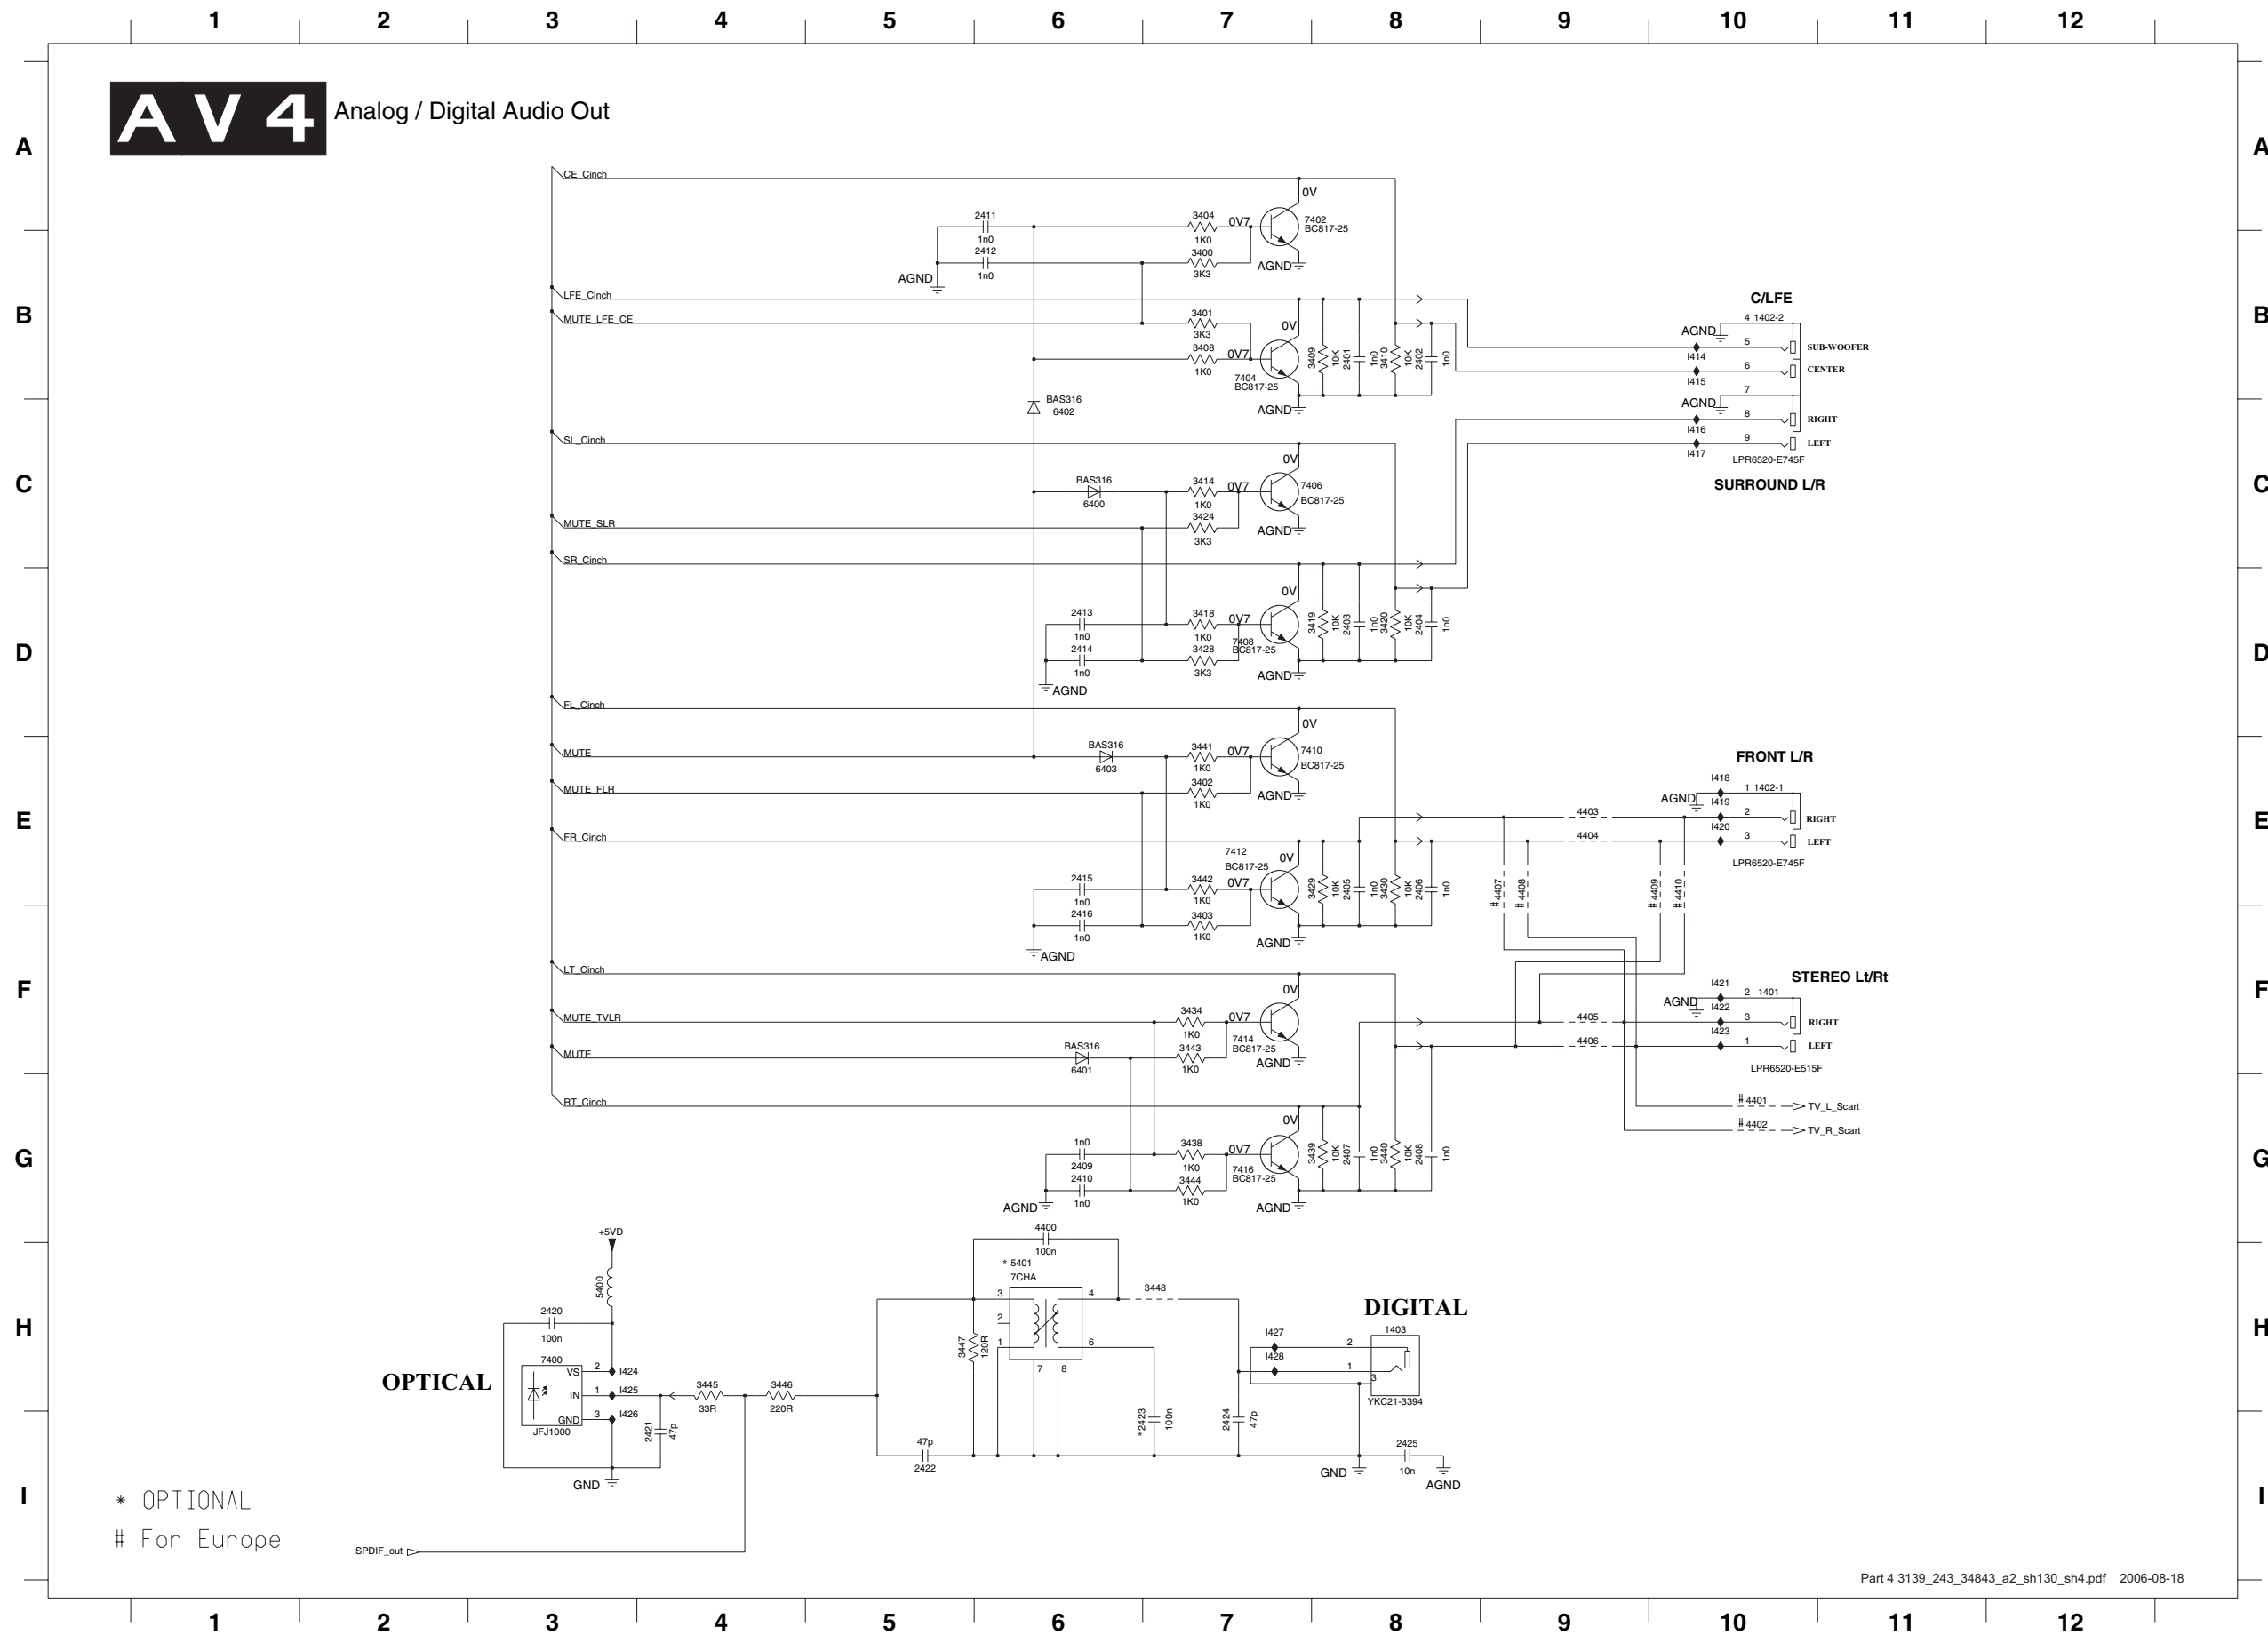 1 2 3 4 5 6 7 8 9 10 11 12
AV4 Analog / Digital Audio Out
A A
CE_Cinch
0V
2411
1n0
3404
1K0
0V7
7402
BC817-25
2412
1n0
3400
3K3
AGND
AGND
LFE_Cinch
MUTE_LFE_CE
B B
3401
3K3
0V
3408
1K0
0V7
7404
BC817-25
3409
10K
2401
1n0
3410
10K
2402
1n0
AGND
C/LFE
4 1402-2
AGND
5
I414
SUB-WOOFER
6
I415
CENTER
7
AGND
8
I416
RIGHT
9
I417
LEFT
LPR6520-E745F
SURROUND L/R
BAS316
6402
SL_Cinch
0V
C C
BAS316
6400
3414
1K0
0V7
7406
BC817-25
MUTE_SLR
3424
3K3
AGND
SR_Cinch
0V
D D
2413
1n0
3418
1K0
0V7
7408
BC817-25
2414
1n0
3428
3K3
3419
10K
2403
1n0
3420
10K
2404
1n0
AGND
AGND
FL_Cinch
0V
MUTE
BAS316
6403
3441
1K0
0V7
7410
BC817-25
MUTE_FLR
3402
1K0
AGND
E E
FR_Cinch
7412
BC817-25
0V
2415
1n0
3442
1K0
0V7
2416
1n0
3403
1K0
3429
10K
2405
1n0
3430
10K
2406
1n0
AGND
AGND
FRONT L/R
I418
1 1402-1
AGND
I419
4403
2
RIGHT
I420
4404
3
LEFT
LPR6520-E745F
# 4407
# 4408
# 4409
# 4410
F F
LT_Cinch
0V
MUTE_TVLR
3434
1K0
0V7
7414
BC817-25
MUTE
BAS316
6401
3443
1K0
AGND
STEREO Lt/Rt
I421
2 1401
AGND
I422
4405
3
RIGHT
I423
4406
1
LEFT
LPR6520-E515F
RT_Cinch
0V
# 4401
TV_L_Scart
# 4402
TV_R_Scart
G G
1n0
2409
3438
1K0
0V7
7416
BC817-25
2410
1n0
3444
1K0
3439
10K
2407
1n0
3440
10K
2408
1n0
AGND
AGND
+5VD
5400
4400
100n
* 5401
7CHA
3
4
2
1
6
7
8
3448
H H
2420
100n
3447
120R
DIGITAL
1403
I427
2
I428
1
3
YKC21-3394
OPTICAL
7400
VS
2
I424
IN
1
I425
GND
3
I426
JFJ1000
3445
33R
3446
220R
2421
47p
47p
2422
*2423
100n
2424
47p
2425
10n
GND
GND
AGND
I I
* OPTIONAL
# For Europe
SPDIF_out
Part 4 3139_243_34843_a2_sh130_sh4.pdf 2006-08-18
1 2 3 4 5 6 7 8 9 10 11 12